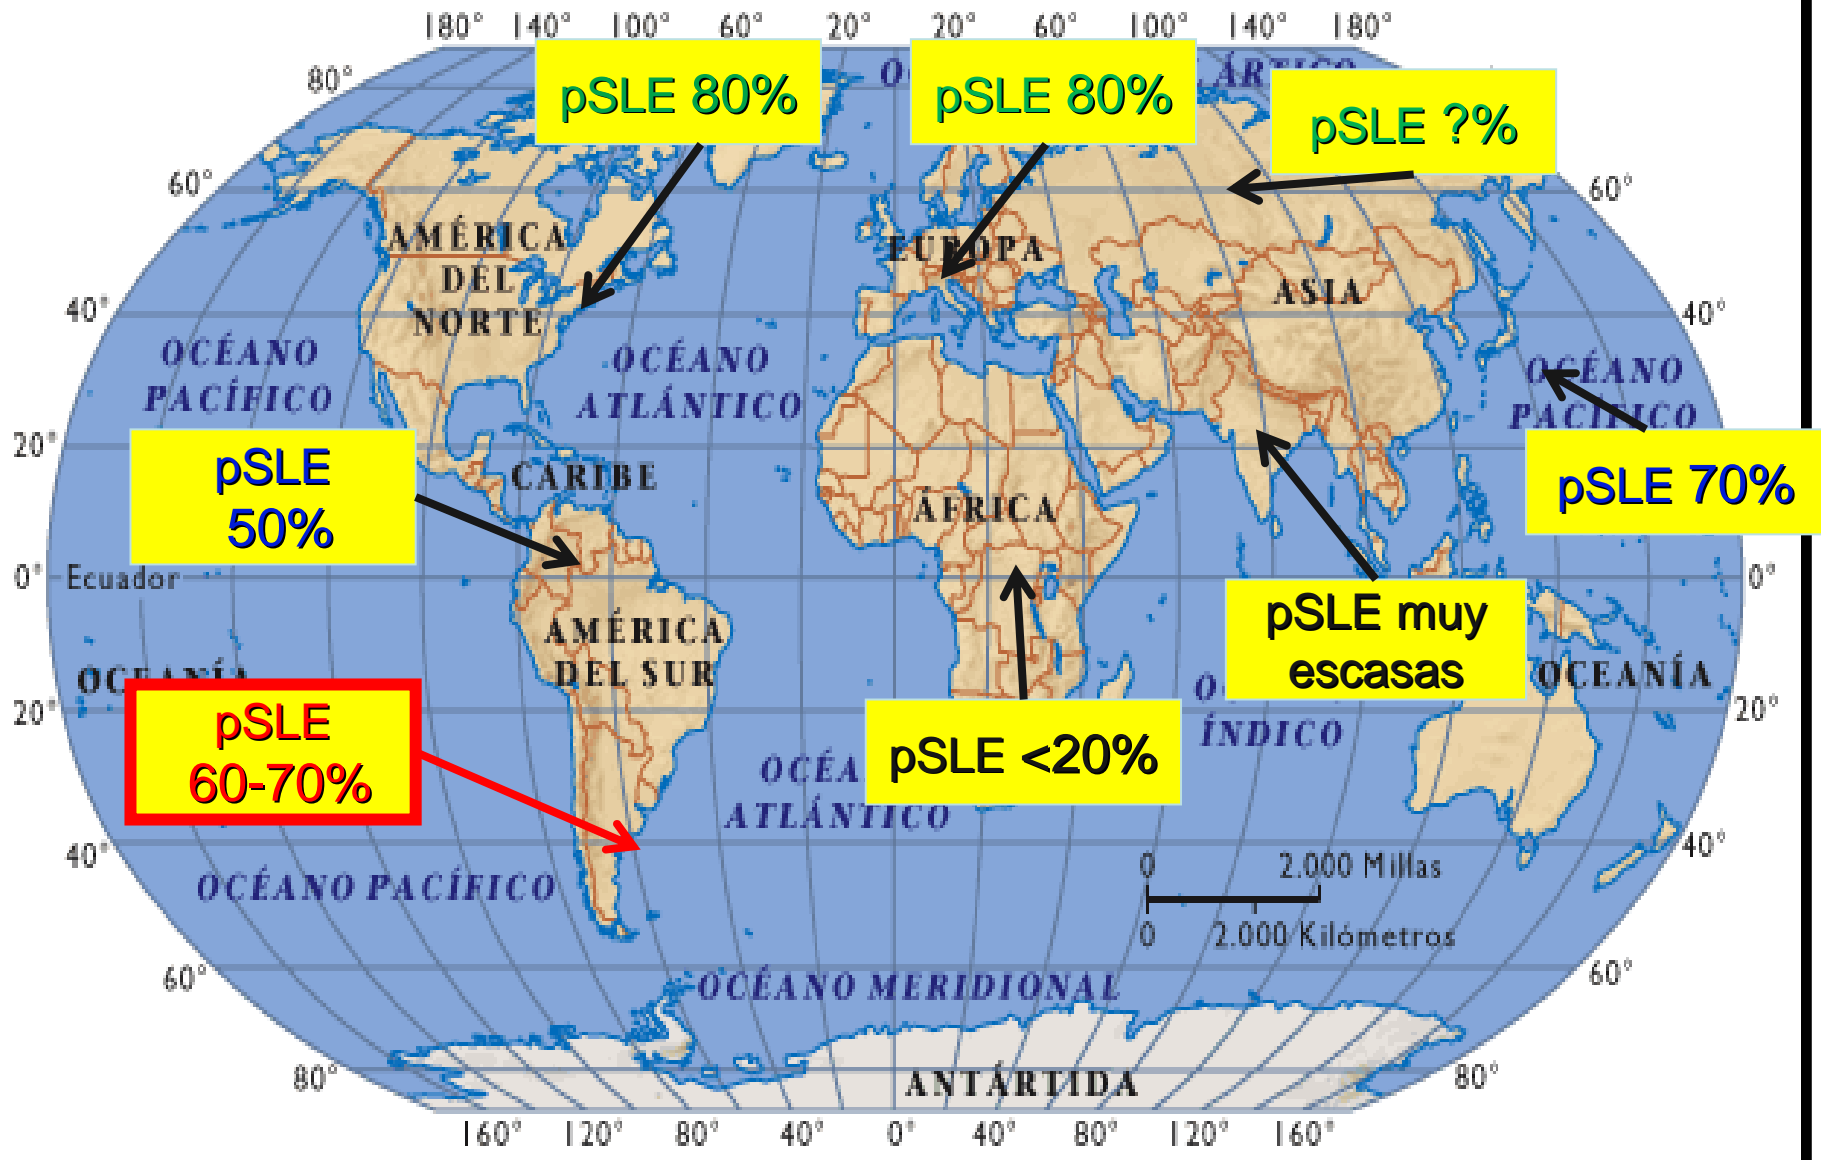 180° 140° 100° 60° 20° 20° 60° 100° 140° 180°
80°
pSLE 80%
pSLE 80%
ÁRTICO
pSLE ?%
60°
60°
AMÉRICA
DEL
NORTE
EUROPA
ASIA
40°
40°
OCÉANO
PACÍFICO
OCÉANO
ATLÁNTICO
OCÉANO
PACÍFICO
20°
pSLE
50%
CARIBE
ÁFRICA
pSLE 70%
0°
Ecuador
0°
pSLE muy
escasas
AMÉRICA
DEL SUR
OCEANÍA
OCEANÍA
20°
20°
pSLE
60-70%
ÍNDICO
pSLE <20%
OCÉA
ATLÁNTICO
40°
40°
0 2.000 Millas
0 2.000 Kilómetros
OCÉANO PACÍFICO
60°
60°
OCÉANO MERIDIONAL
80°
80°
ANTÁRTIDA
160° 120° 80° 40° 0° 40° 80° 120° 160°